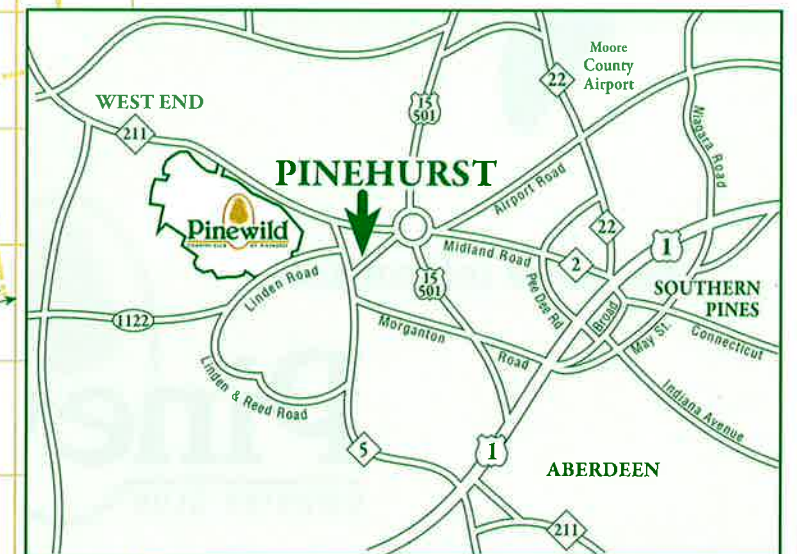 Moore
County
Airport
22
15
501
WEST END
211
Niagara Road
PINEHURST
Airport Road
Pinewild
22
Midland Road
1
2
15
501
Linden Road
Pee Dee Rd
SOUTHERN
PINES
Broad
1122
Morganton
Road
May St.
Connecticut
Linden & Reed Road
Indiana Avenue
5
1
ABERDEEN
211